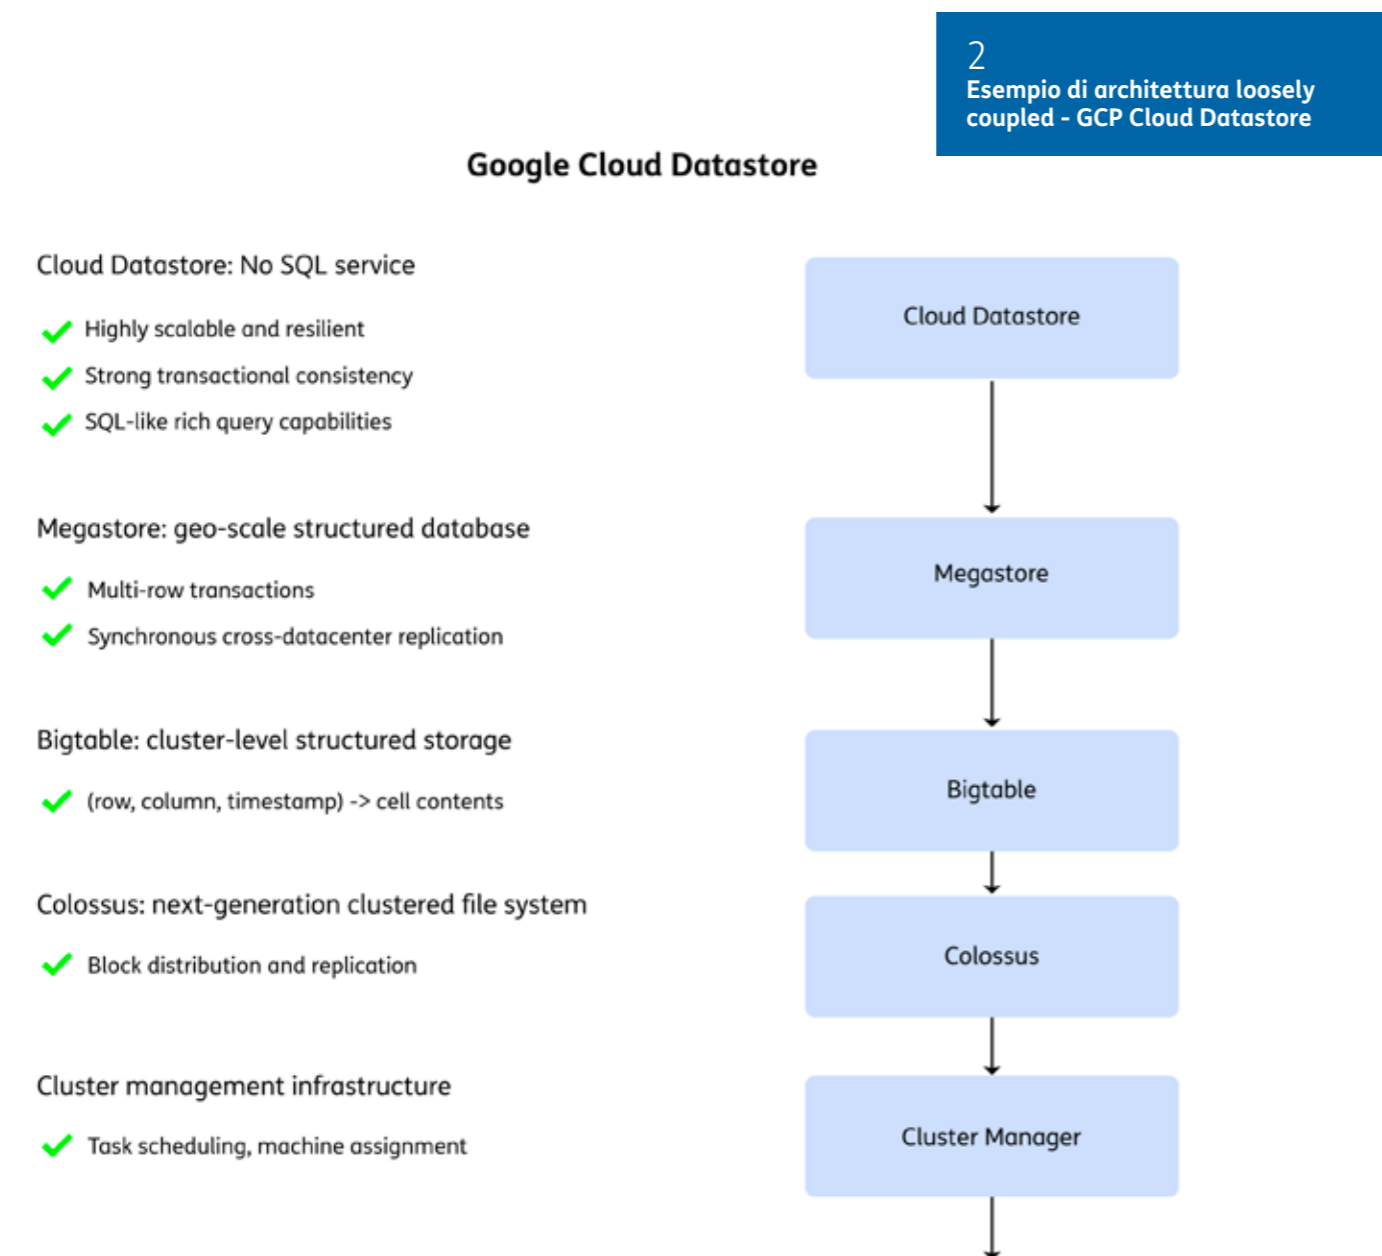 2
Esempio di architettura loosely
coupled - GCP Cloud Datastore
Google Cloud Datastore
Cloud Datastore: No SQL service
Highly scalable and resilient
Strong transactional consistency
SQL-like rich query capabilities
Cloud Datastore
Megastore: geo-scale structured database
Multi-row transactions
Synchronous cross-datacenter replication
Megastore
Bigtable: cluster-level structured storage
(row, column, timestamp) -> cell contents
Bigtable
Colossus: next-generation clustered file system
Block distribution and replication
Colossus
Cluster management infrastructure
Task scheduling, machine assignment
Cluster Manager